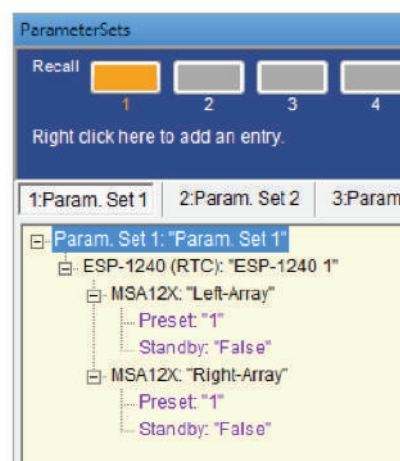 ParameterSets
Recall
1 2 3 4
Right click here to add an entry.
1:Param. Set 1 2:Param. Set 2 3:Param
Param. Set 1: "Param. Set 1"
ESP-1240 (RTC): "ESP-1240 1"
MSA12X: "Left-Array"
Preset: "1"
Standby: "False"
MSA12X: "Right-Array"
Preset: "1"
Standby: "False"